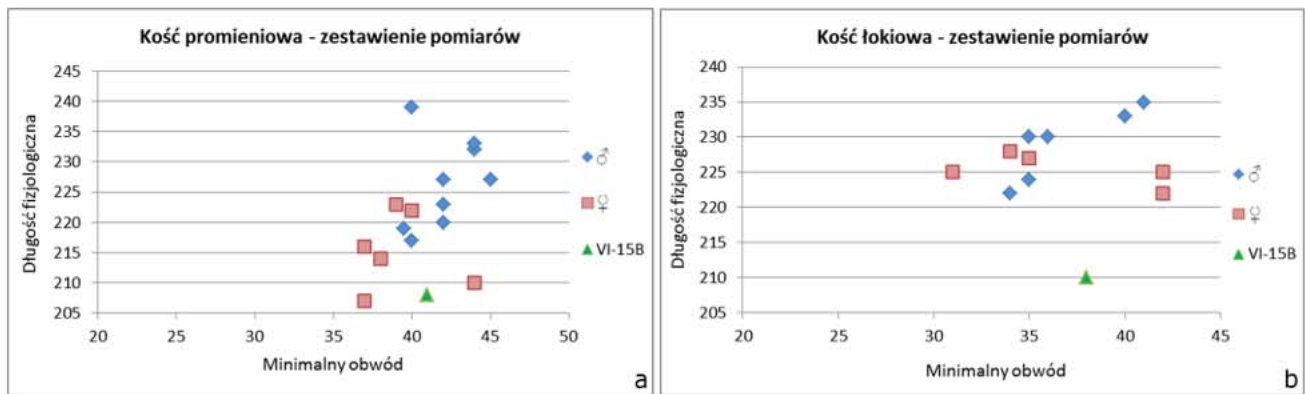 Kość promieniowa - zestawienie pomiarów
Długość fizjologiczna
245
240
235
230
225
220
215
210
205
20 25 30 35 40 45 50
Minimalny obwód
♂
♀
VI-15B
a
Kość łokiowa - zestawienie pomiarów
Długość fizjologiczna
240
235
230
225
220
215
210
205
20 25 30 35 40 45
Minimalny obwód
♂
♀
VI-15B
b